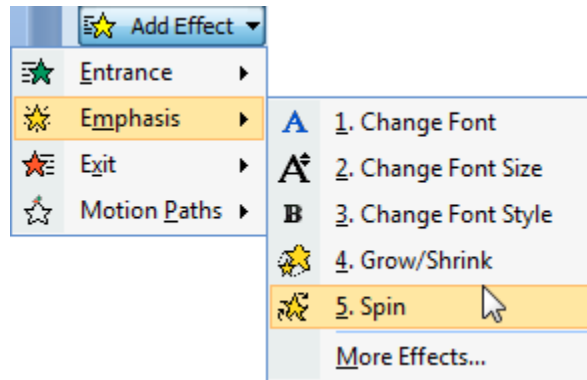 Add Effect
Entrance
Emphasis
Exit
Motion Paths
1. Change Font
2. Change Font Size
3. Change Font Style
4. Grow/Shrink
5. Spin
More Effects...